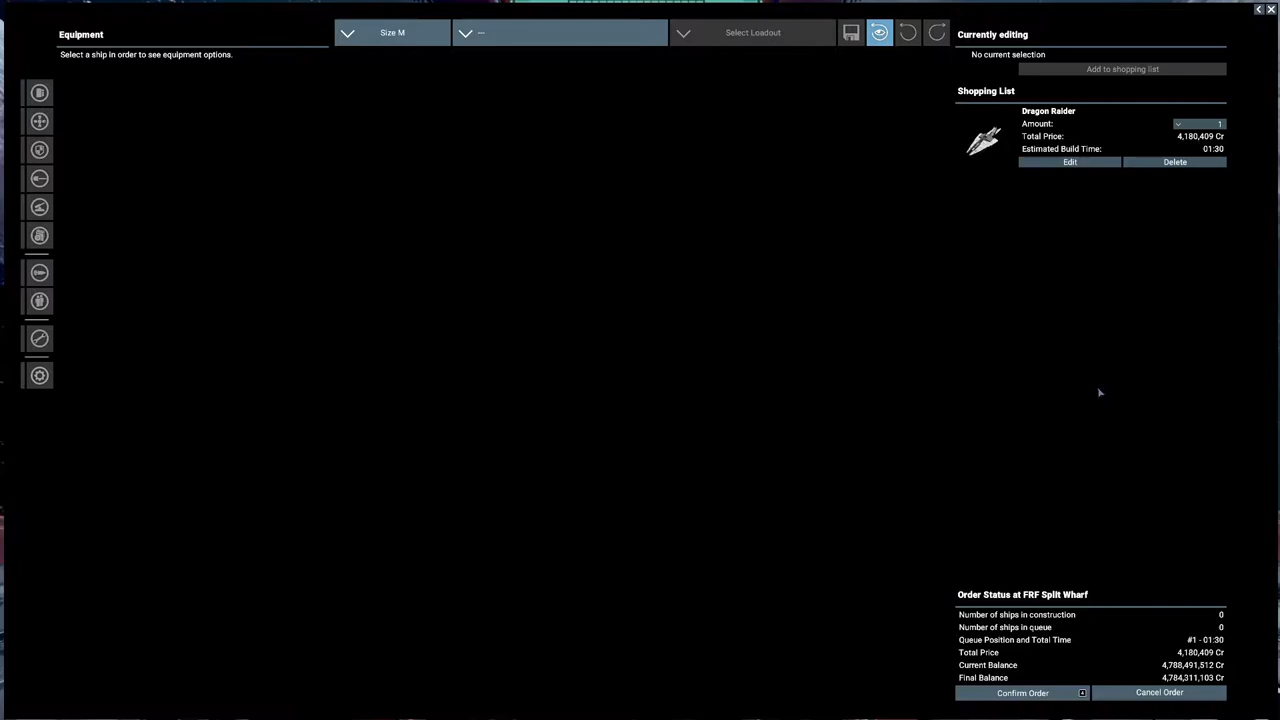 Equipment
Select a ship in order to see equipment options.
Size M
—
Select Loadout
Currently editing
No current selection
Add to shopping list
Shopping List
Dragon Raider
Amount: 1
Total Price: 4,180,409 Cr
Estimated Build Time: 01:30
Edit Delete
Order Status at FRF Split Wharf
Number of ships in construction 0
Number of ships in queue 0
Queue Position and Total Time #1 - 01:30
Total Price 4,180,409 Cr
Current Balance 4,788,491,512 Cr
Final Balance 4,784,311,103 Cr
Confirm Order Cancel Order